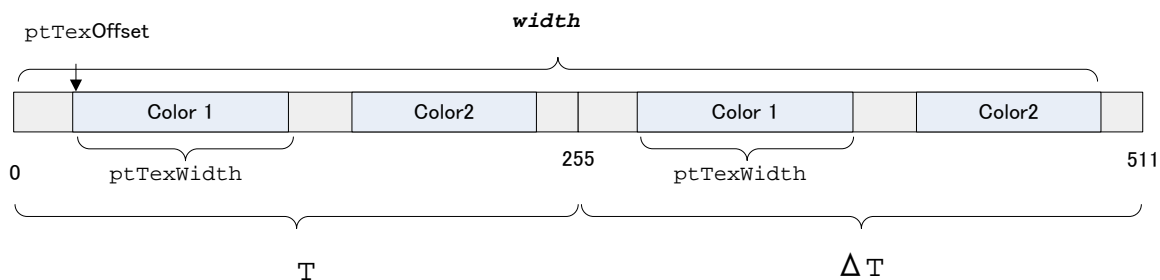 width
ptTexOffset
Color 1 Color2 Color 1 Color2
0 ptTexWidth 255 ptTexWidth 511
T ΔT